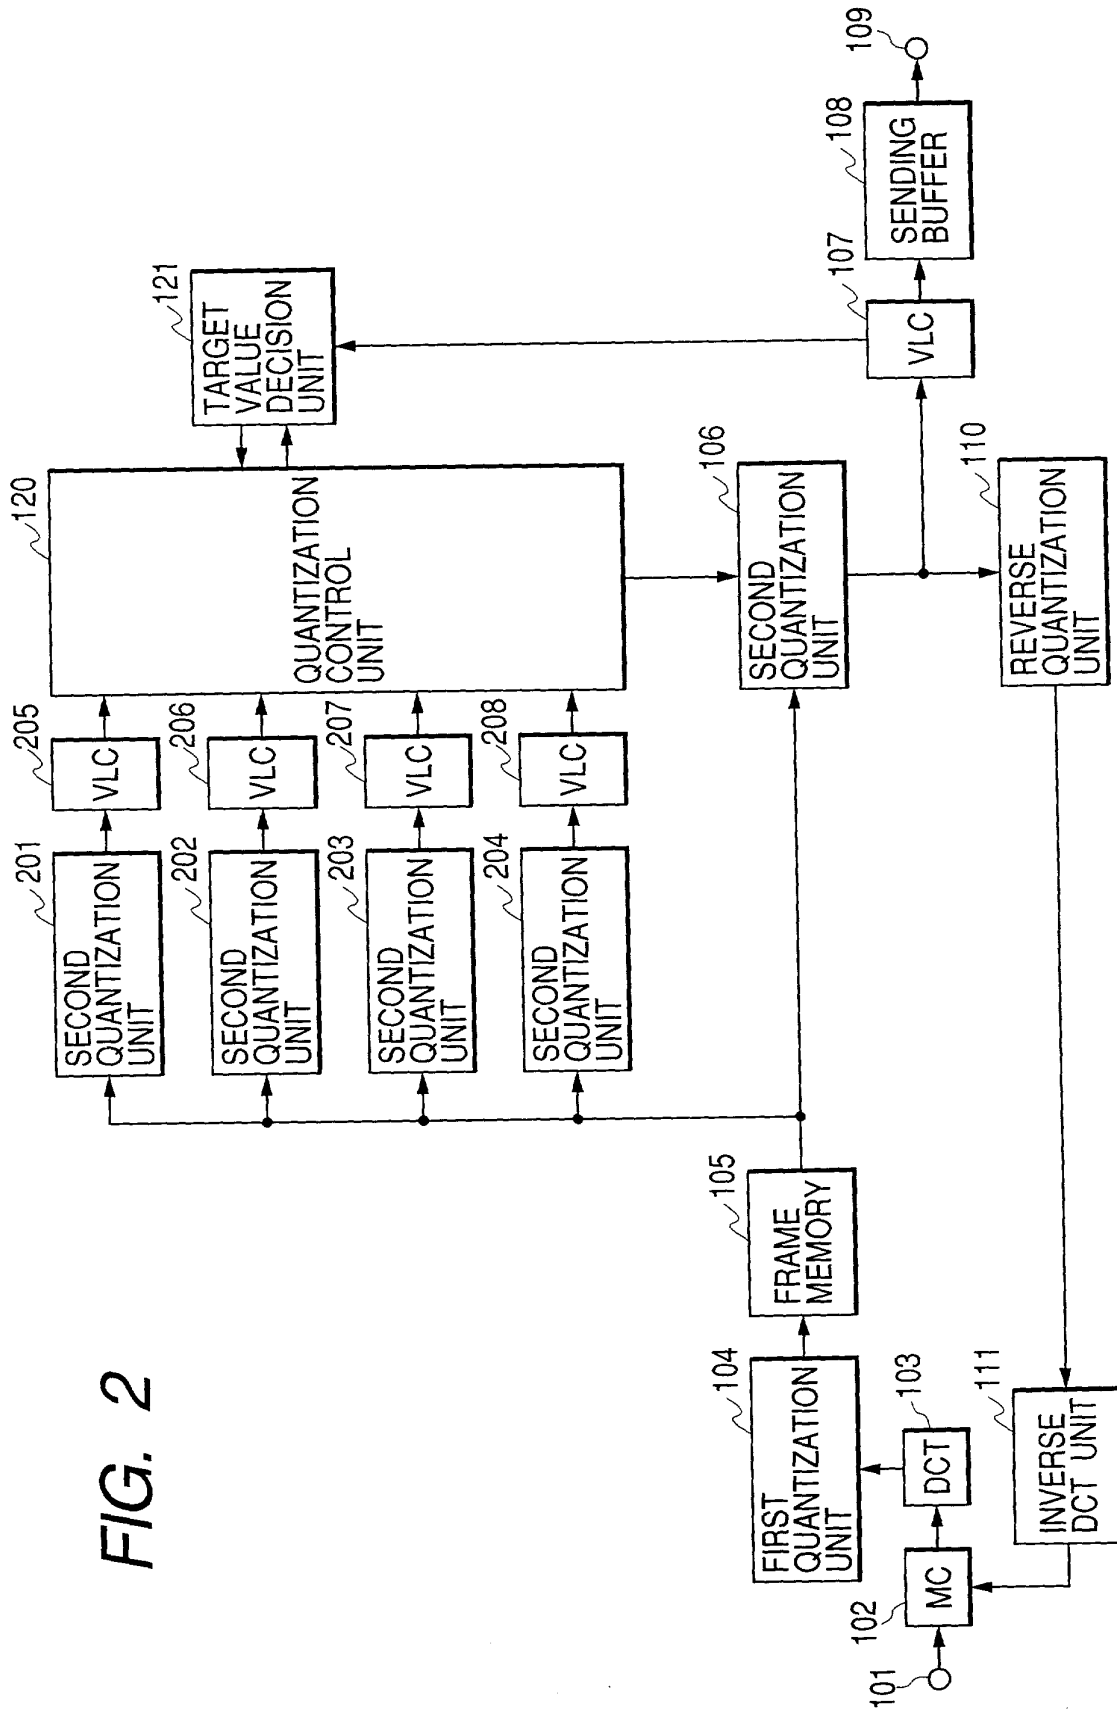 FIG. 2
201
SECOND
QUANTIZATION
UNIT
205
VLC
202
SECOND
QUANTIZATION
UNIT
206
VLC
203
SECOND
QUANTIZATION
UNIT
207
VLC
204
SECOND
QUANTIZATION
UNIT
208
VLC
120
QUANTIZATION
CONTROL
UNIT
121
TARGET
VALUE
DECISION
UNIT
104
FIRST
QUANTIZATION
UNIT
105
FRAME
MEMORY
106
SECOND
QUANTIZATION
UNIT
101
102
MC
103
DCT
107
VLC
108
SENDING
BUFFER
109
111
INVERSE
DCT UNIT
110
REVERSE
QUANTIZATION
UNIT